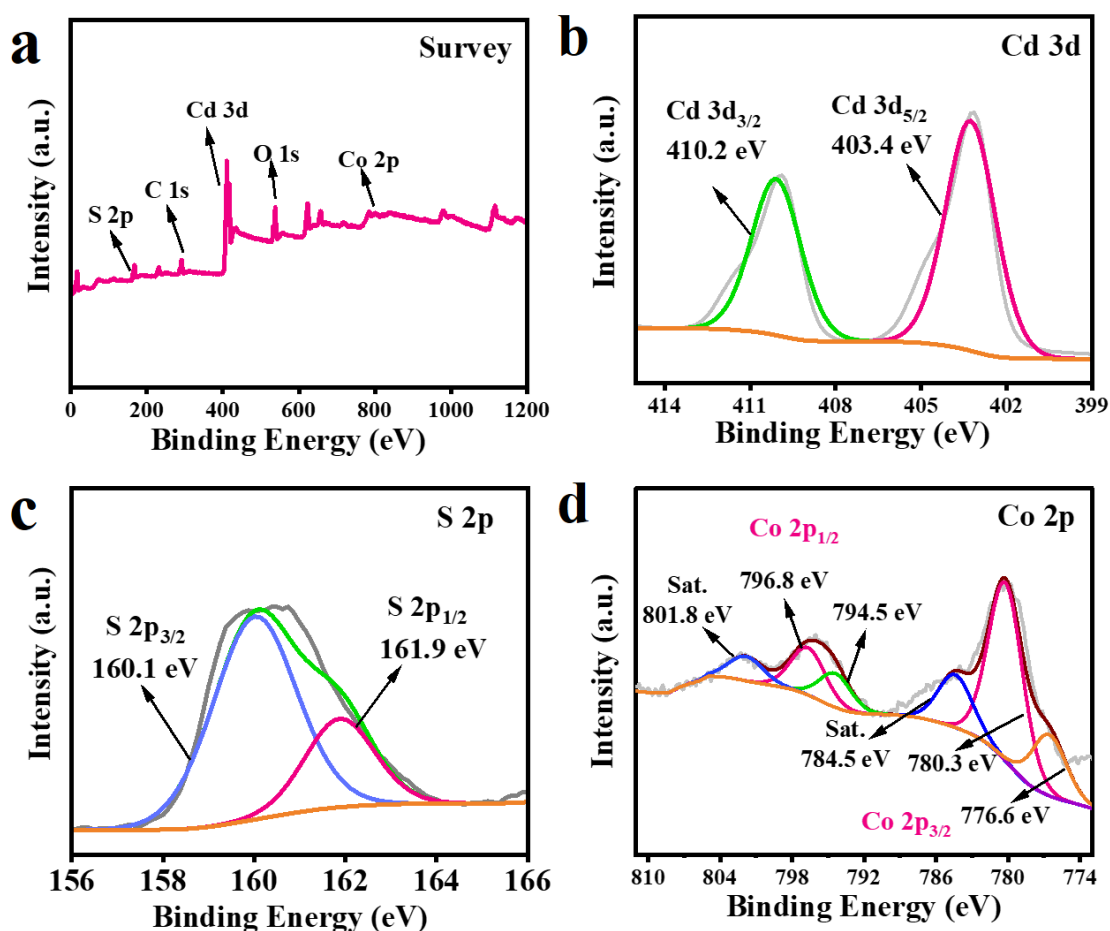 a
Survey
Cd 3d
O 1s
Co 2p
C 1s
S 2p
Intensity (a.u.)
0 200 400 600 800 1000 1200
Binding Energy (eV)
b
Cd 3d
Cd 3d3/2
410.2 eV
Cd 3d5/2
403.4 eV
Intensity (a.u.)
414 411 408 405 402 399
Binding Energy (eV)
c
S 2p
S 2p3/2
160.1 eV
S 2p1/2
161.9 eV
Intensity (a.u.)
156 158 160 162 164 166
Binding Energy (eV)
d
Co 2p
Co 2p1/2
Sat.
801.8 eV
796.8 eV
794.5 eV
Sat.
784.5 eV
780.3 eV
776.6 eV
Co 2p3/2
Intensity (a.u.)
810 804 798 792 786 780 774
Binding Energy (eV)